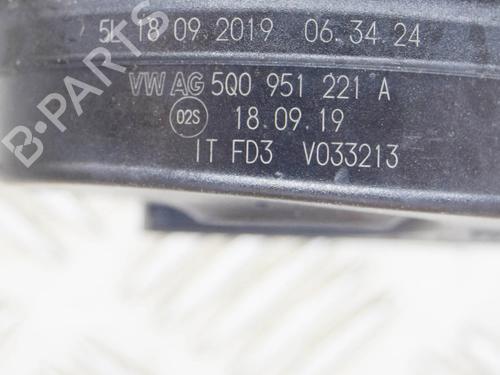 5L 18 09.2019 06.34 24
VW AG 5Q0 951 221 A
02S 18.09.19
IT FD3 V033213
B-PARTS